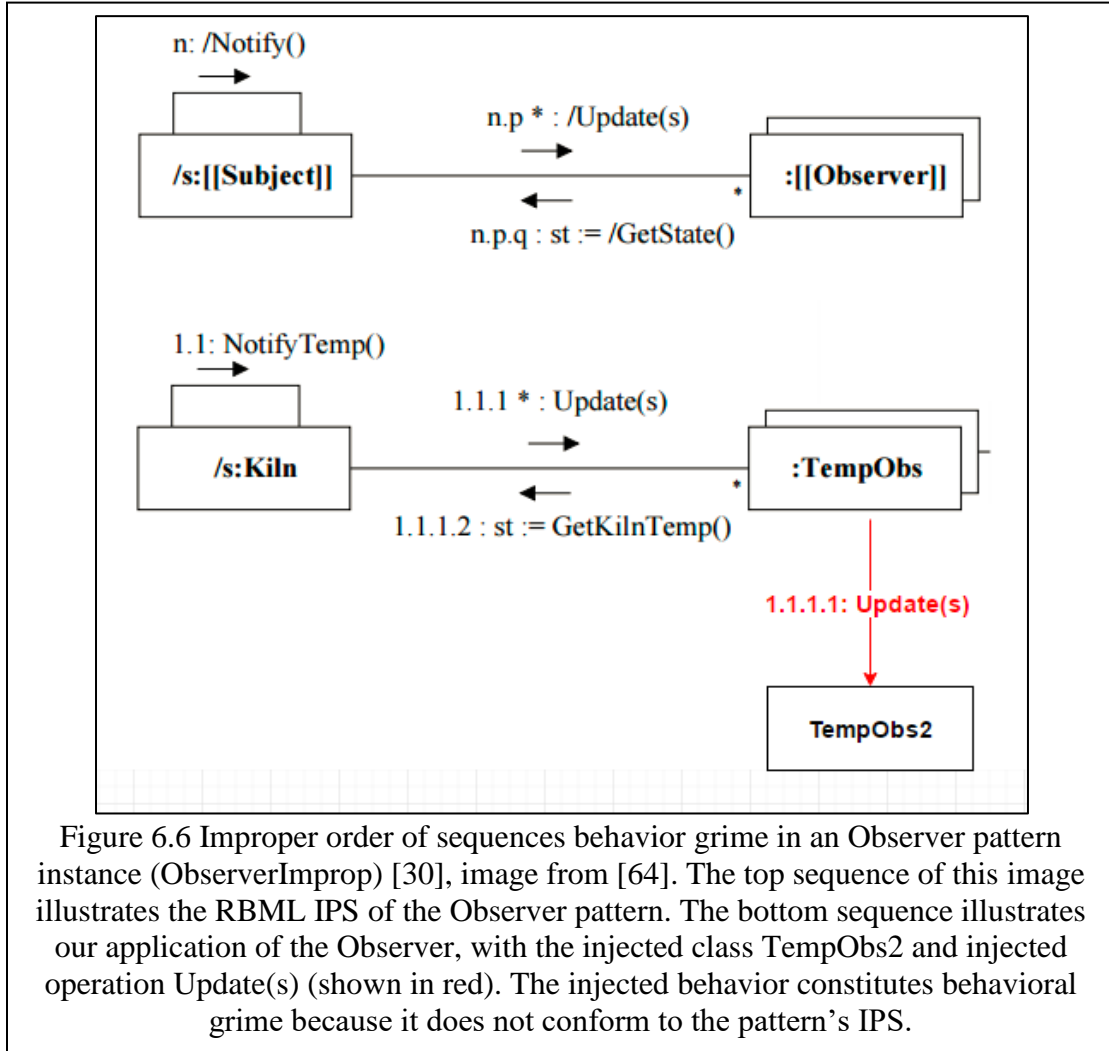 n: /Notify()
n.p * : /Update(s)
/s:[[Subject]]
:[[Observer]]
*
n.p.q : st := /GetState()
1.1: NotifyTemp()
1.1.1 * : Update(s)
/s:Kiln
:TempObs
*
1.1.1.2 : st := GetKilnTemp()
1.1.1.1: Update(s)
TempObs2
Figure 6.6 Improper order of sequences behavior grime in an Observer pattern
instance (ObserverImprop) [30], image from [64]. The top sequence of this image
illustrates the RBML IPS of the Observer pattern. The bottom sequence illustrates
our application of the Observer, with the injected class TempObs2 and injected
operation Update(s) (shown in red). The injected behavior constitutes behavioral
grime because it does not conform to the pattern’s IPS.